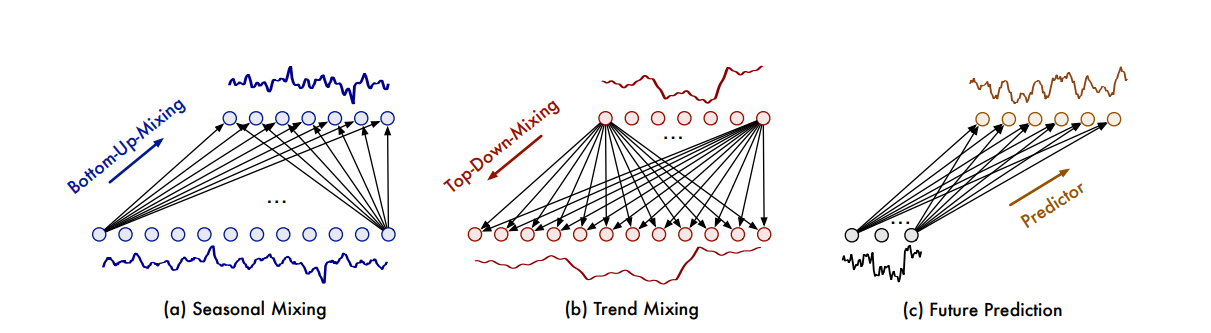 Bottom-Up-Mixing
...
(a) Seasonal Mixing
Top-Down-Mixing
...
(b) Trend Mixing
...
Predictor
(c) Future Prediction